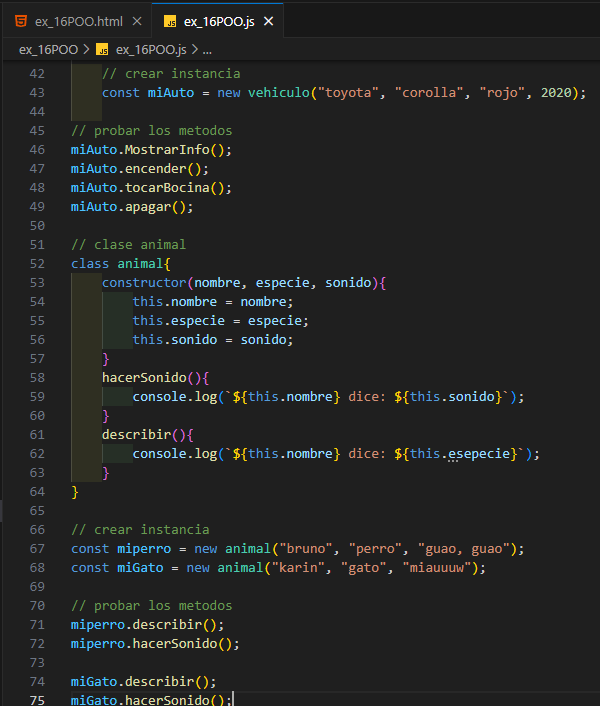 ex_16POO.html × JS ex_16POO.js ×
ex_16POO > JS ex_16POO.js > ...
42 // crear instancia
43 const miAuto = new vehiculo("toyota", "corolla", "rojo", 2020);
44
45 // probar los metodos
46 miAuto.MostrarInfo();
47 miAuto.encender();
48 miAuto.tocarBocina();
49 miAuto.apagar();
50
51 // clase animal
52 class animal{
53 constructor(nombre, especie, sonido){
54 this.nombre = nombre;
55 this.especie = especie;
56 this.sonido = sonido;
57 }
58 hacerSonido(){
59 console.log(`${this.nombre} dice: ${this.sonido}`);
60 }
61 describir(){
62 console.log(`${this.nombre} dice: ${this.esepecie}`);
63 }
64 }
65
66 // crear instancia
67 const miperro = new animal("bruno", "perro", "guao, guao");
68 const miGato = new animal("karin", "gato", "miauuuw");
69
70 // probar los metodos
71 miperro.describir();
72 miperro.hacerSonido();
73
74 miGato.describir();
75 miGato.hacerSonido();